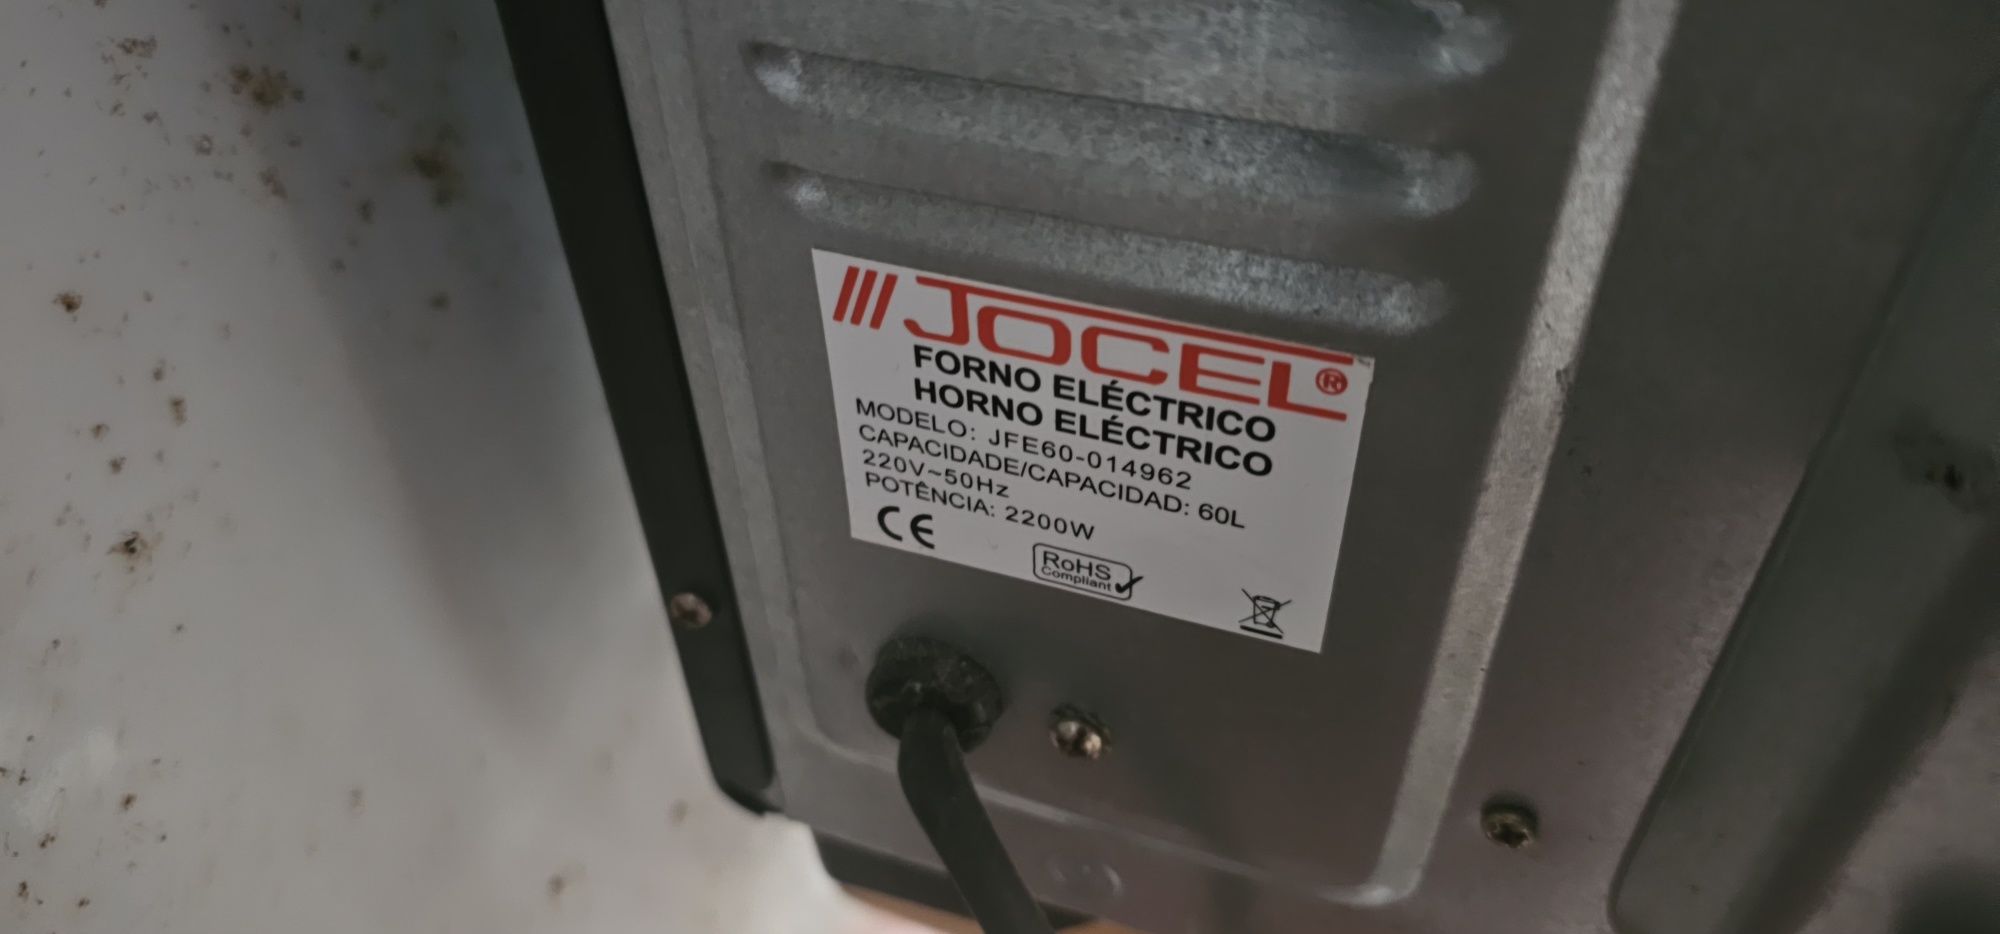 JOCEL®
FORNO ELÉCTRICO
HORNO ELÉCTRICO
MODELO: JFE60-014962
CAPACIDADE/CAPACIDAD: 60L
220V~50Hz
POTÊNCIA: 2200W
CE
RoHS
Compliant